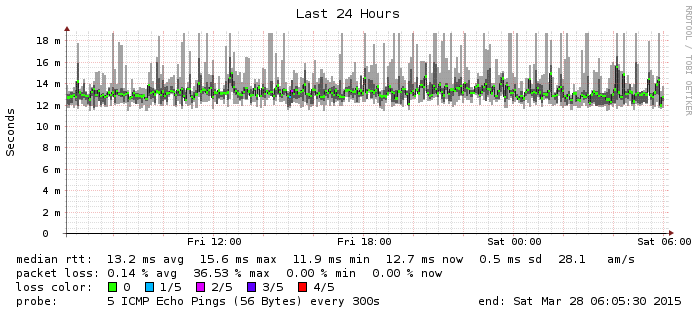 Last 24 Hours
RRDTOOL / TOBI OETIKER
Seconds
18 m
16 m
14 m
12 m
10 m
8 m
6 m
4 m
2 m
0
Fri 12:00 Fri 18:00 Sat 00:00 Sat 06:00
median rtt: 13.2 ms avg 15.6 ms max 11.9 ms min 12.7 ms now 0.5 ms sd 28.1 am/s
packet loss: 0.14 % avg 36.53 % max 0.00 % min 0.00 % now
loss color: 0 1/5 2/5 3/5 4/5
probe: 5 ICMP Echo Pings (56 Bytes) every 300s end: Sat Mar 28 06:05:30 2015